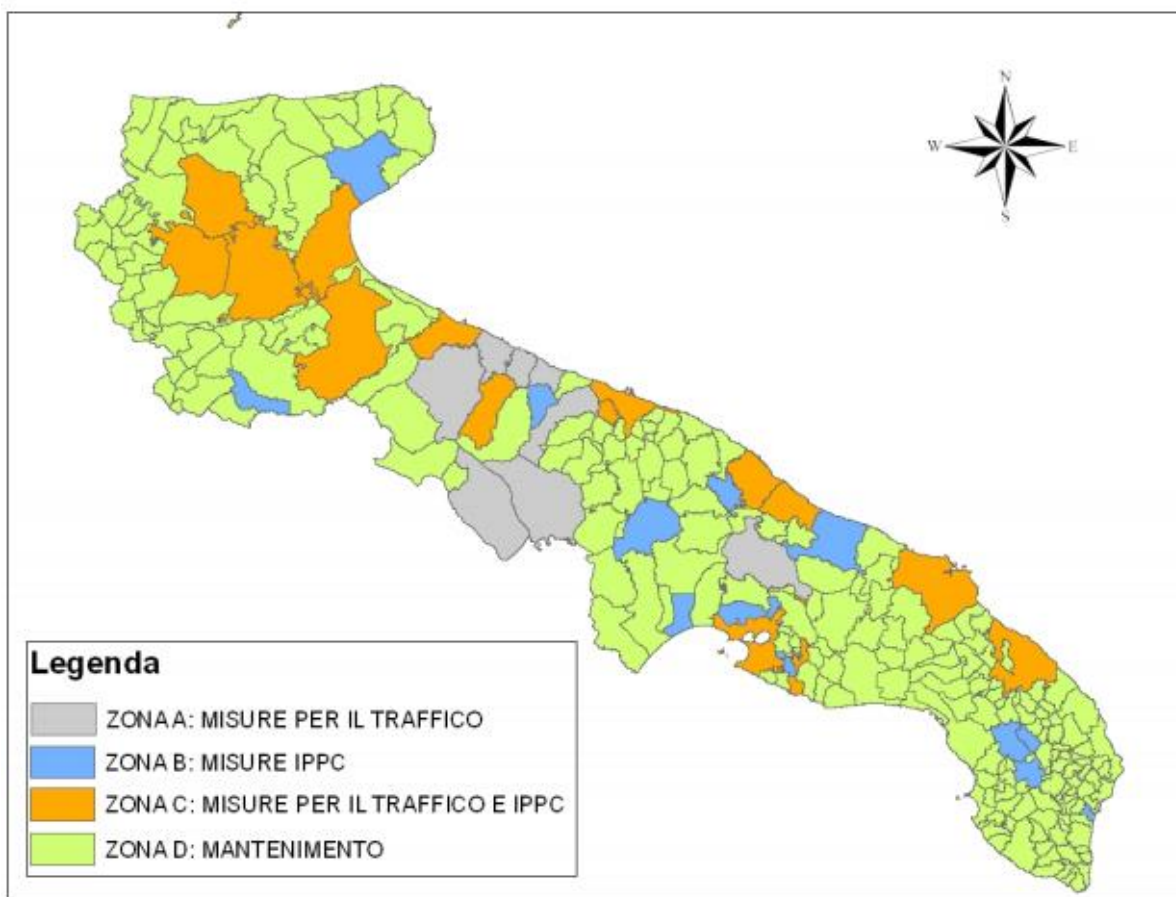 N
W
E
S
Legenda
ZONA A: MISURE PER IL TRAFFICO
ZONA B: MISURE IPPC
ZONA C: MISURE PER IL TRAFFICO E IPPC
ZONA D: MANTENIMENTO